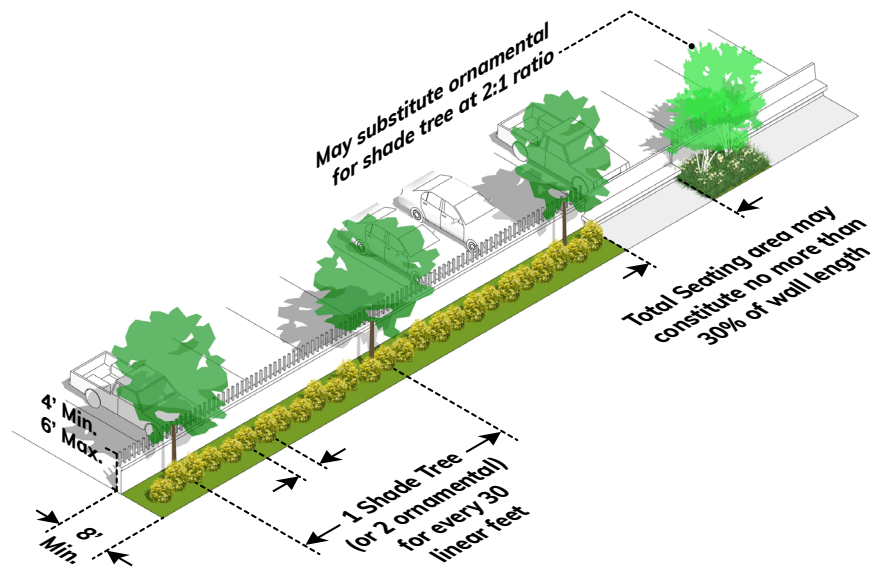 May substitute ornamental
for shade tree at 2:1 ratio
Total Seating area may
constitute no more than
30% of wall length
4' Min.
6' Max.
8'
Min.
1 Shade Tree
(or 2 ornamental)
for every 30
linear feet